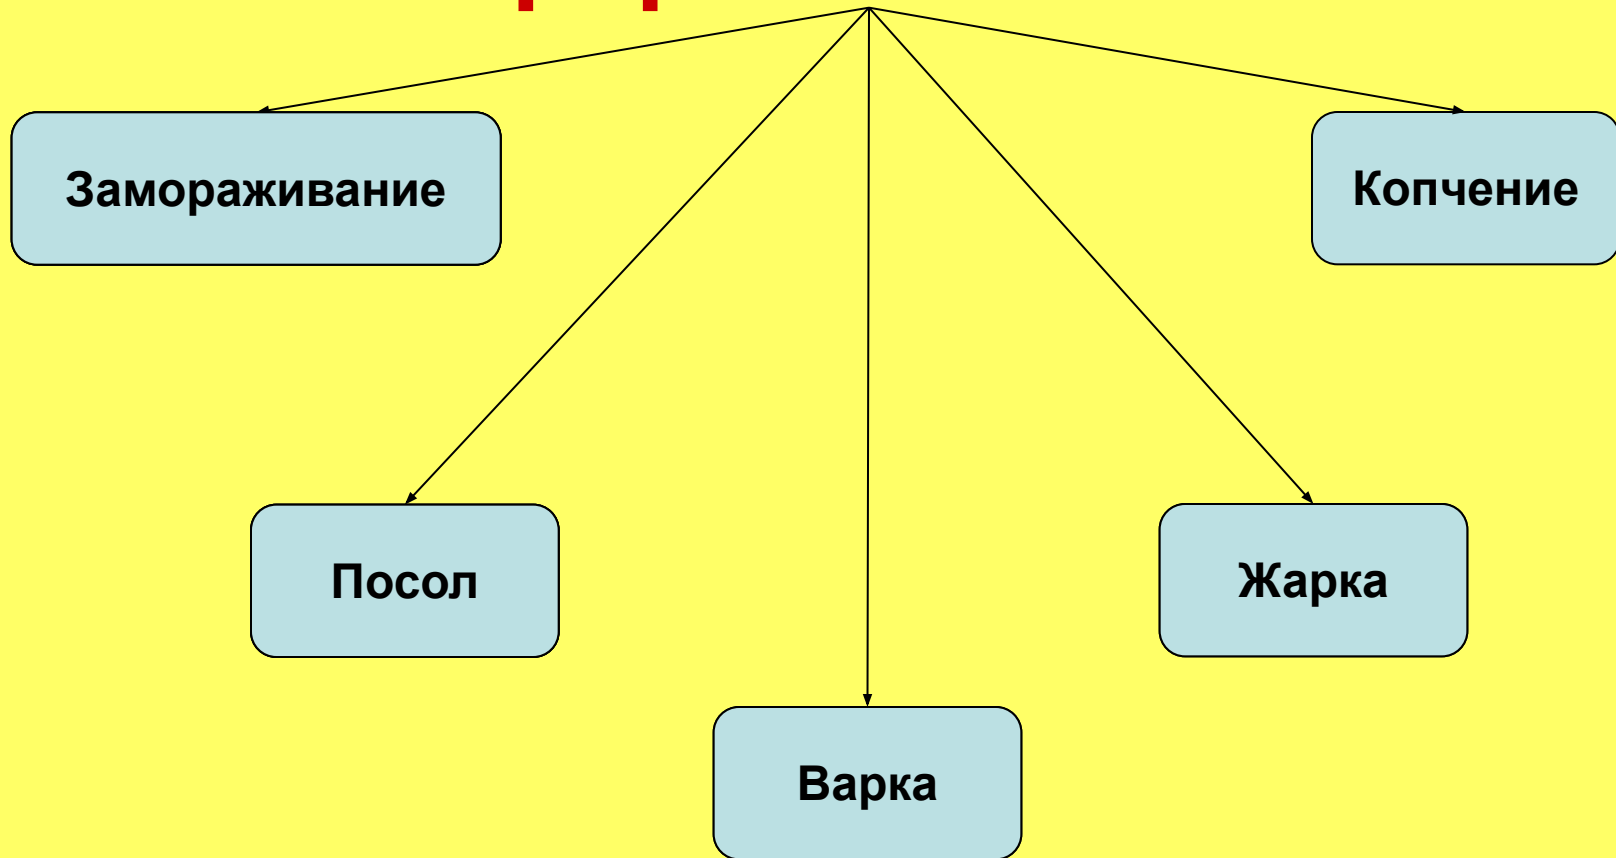 Замораживание
Копчение
Посол
Жарка
Варка